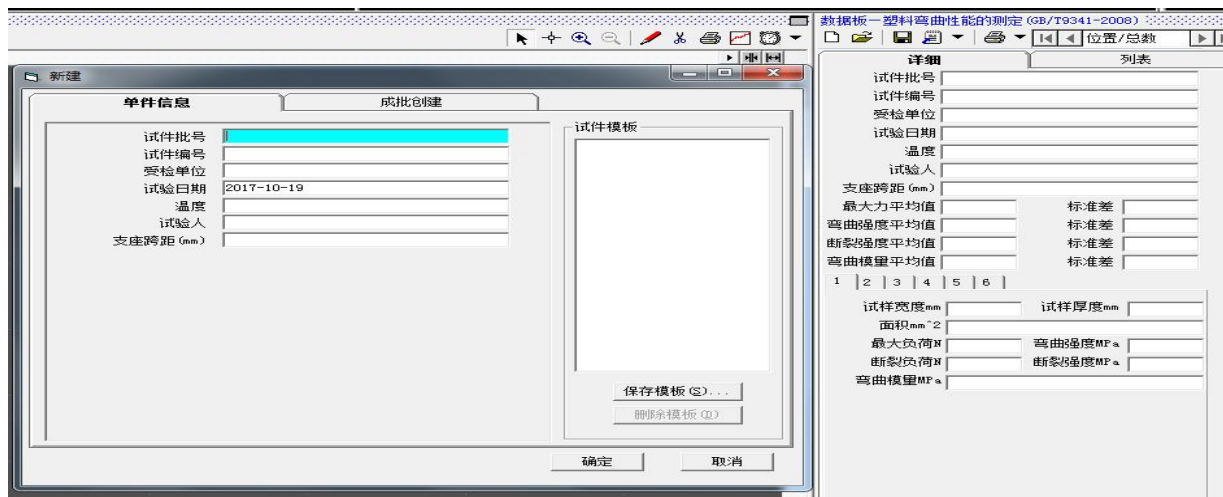 数据板－塑料弯曲性能的测定(GB/T9341-2008)
位置/总数
新建
单件信息
成批创建
试件批号
试件编号
受检单位
试验日期 2017-10-19
温度
试验人
支座跨距(mm)
试件模板
保存模板(S)...
删除模板(D)
确定
取消
详细
列表
试件批号
试件编号
受检单位
试验日期
温度
试验人
支座跨距(mm)
最大力平均值 标准差
弯曲强度平均值 标准差
断裂强度平均值 标准差
弯曲模量平均值 标准差
1 2 3 4 5 6
试样宽度mm 试样厚度mm
面积mm^2
最大负荷N 弯曲强度MPa
断裂负荷N 断裂强度MPa
弯曲模量MPa